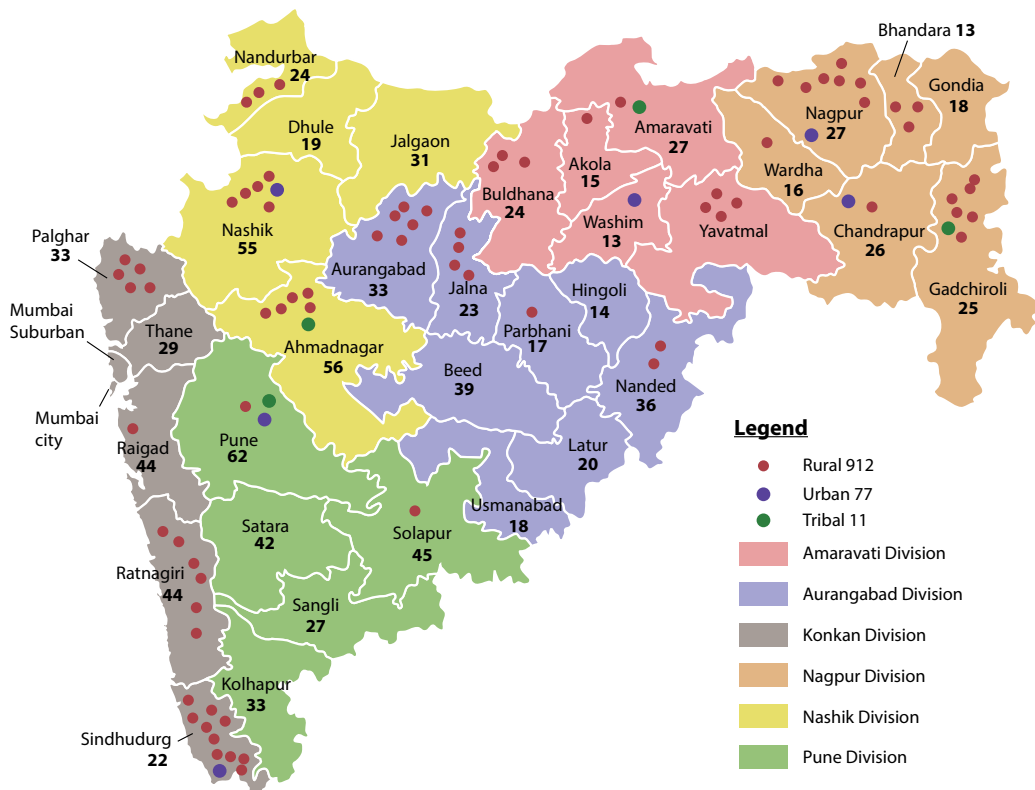 Nandurbar
24
Dhule
19
Jalgaon
31
Nashik
55
Ahmadnagar
56
Palghar
33
Mumbai
Suburban
Thane
29
Mumbai
city
Raigad
44
Ratnagiri
44
Sindhudurg
22
Pune
62
Satara
42
Solapur
45
Sangli
27
Kolhapur
33
Aurangabad
33
Jalna
23
Parbhani
17
Hingoli
14
Beed
39
Nanded
36
Latur
20
Usmanabad
18
Buldhana
24
Akola
15
Amaravati
27
Washim
13
Yavatmal
Bhandara 13
Nagpur
27
Gondia
18
Wardha
16
Chandrapur
26
Gadchiroli
25
Legend
Rural 912
Urban 77
Tribal 11
Amaravati Division
Aurangabad Division
Konkan Division
Nagpur Division
Nashik Division
Pune Division